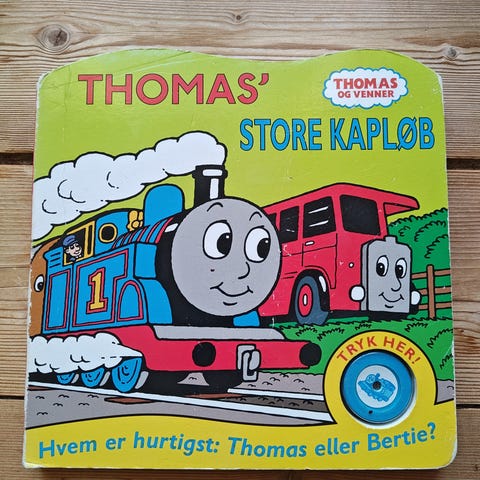 THOMAS'
THOMAS
OG VENNER
STORE KAPLØB
1
TRYK HER!
Hvem er hurtigst: Thomas eller Bertie?